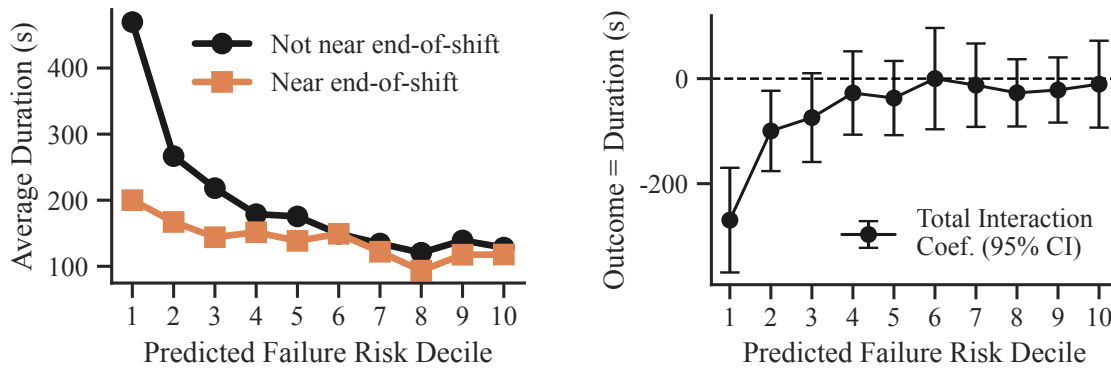 Average Duration (s)
400
300
200
100
Not near end-of-shift
Near end-of-shift
1 2 3 4 5 6 7 8 9 10
Predicted Failure Risk Decile
Outcome = Duration (s)
0
-200
Total Interaction
Coef. (95% CI)
1 2 3 4 5 6 7 8 9 10
Predicted Failure Risk Decile